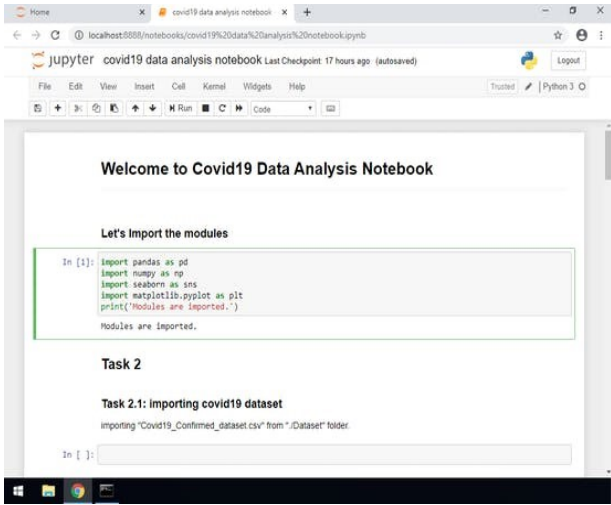 Home
covid19 data analysis notebook
localhost:8888/notebooks/covid19%20data%20analysis%20notebook.ipynb
jupyter covid19 data analysis notebook Last Checkpoint: 17 hours ago (autosaved)
Logout
File Edit View Insert Cell Kernel Widgets Help
Trusted Python 3
Run Code
Welcome to Covid19 Data Analysis Notebook
Let's Import the modules
In [1]: import pandas as pd
import numpy as np
import seaborn as sns
import matplotlib.pyplot as plt
print('Modules are imported.')
Modules are imported.
Task 2
Task 2.1: importing covid19 dataset
importing "Covid19_Confirmed_dataset.csv" from "./Dataset" folder.
In [ ]: